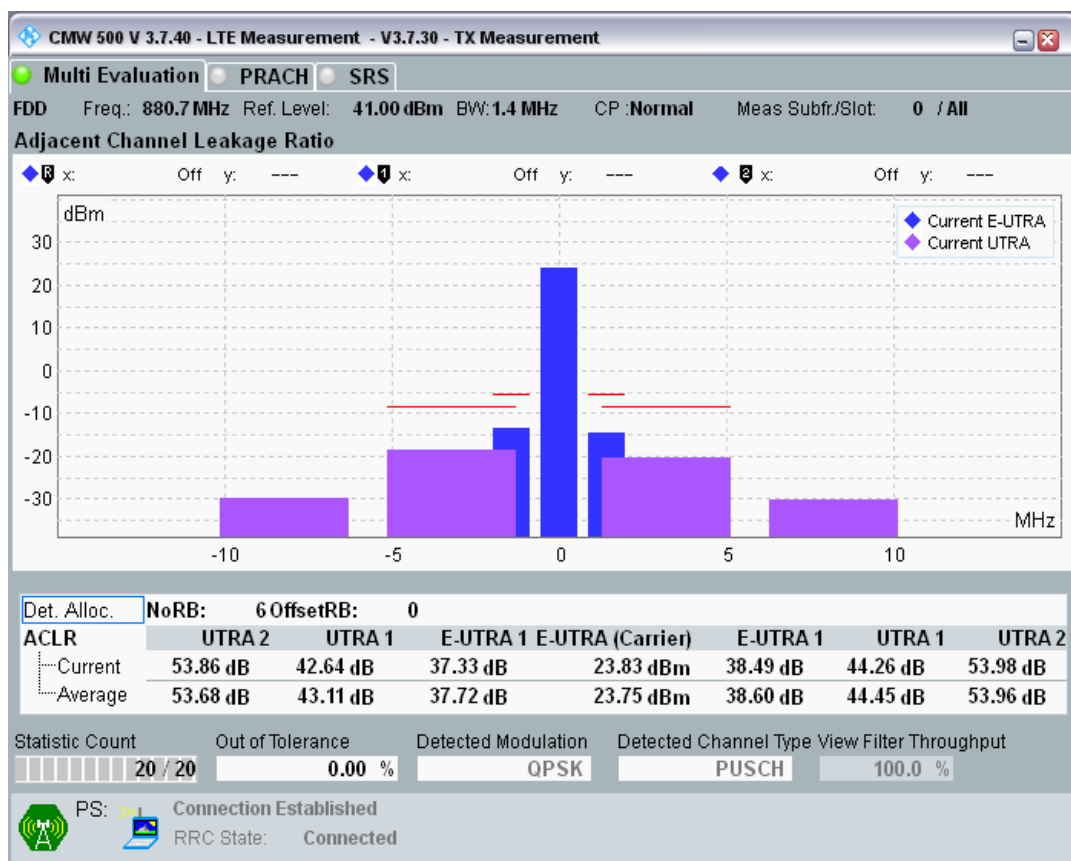 CMW 500 V 3.7.40 - LTE Measurement - V3.7.30 - TX Measurement
Multi Evaluation PRACH SRS
FDD Freq.: 880.7 MHz Ref. Level: 41.00 dBm BW: 1.4 MHz CP :Normal Meas Subfr./Slot: 0 / All
Adjacent Channel Leakage Ratio
R x: Off y: --- 1 x: Off y: --- 2 x: Off y: ---
dBm
Current E-UTRA
Current UTRA
30
20
10
0
-10
-20
-30
MHz
-10 -5 0 5 10
Det. Alloc. NoRB: 6 OffsetRB: 0
ACLR UTRA 2 UTRA 1 E-UTRA 1 E-UTRA (Carrier) E-UTRA 1 UTRA 1 UTRA 2
Current 53.86 dB 42.64 dB 37.33 dB 23.83 dBm 38.49 dB 44.26 dB 53.98 dB
Average 53.68 dB 43.11 dB 37.72 dB 23.75 dBm 38.60 dB 44.45 dB 53.96 dB
Statistic Count Out of Tolerance Detected Modulation Detected Channel Type View Filter Throughput
20 / 20 0.00 % QPSK PUSCH 100.0 %
PS: Connection Established
RRC State: Connected